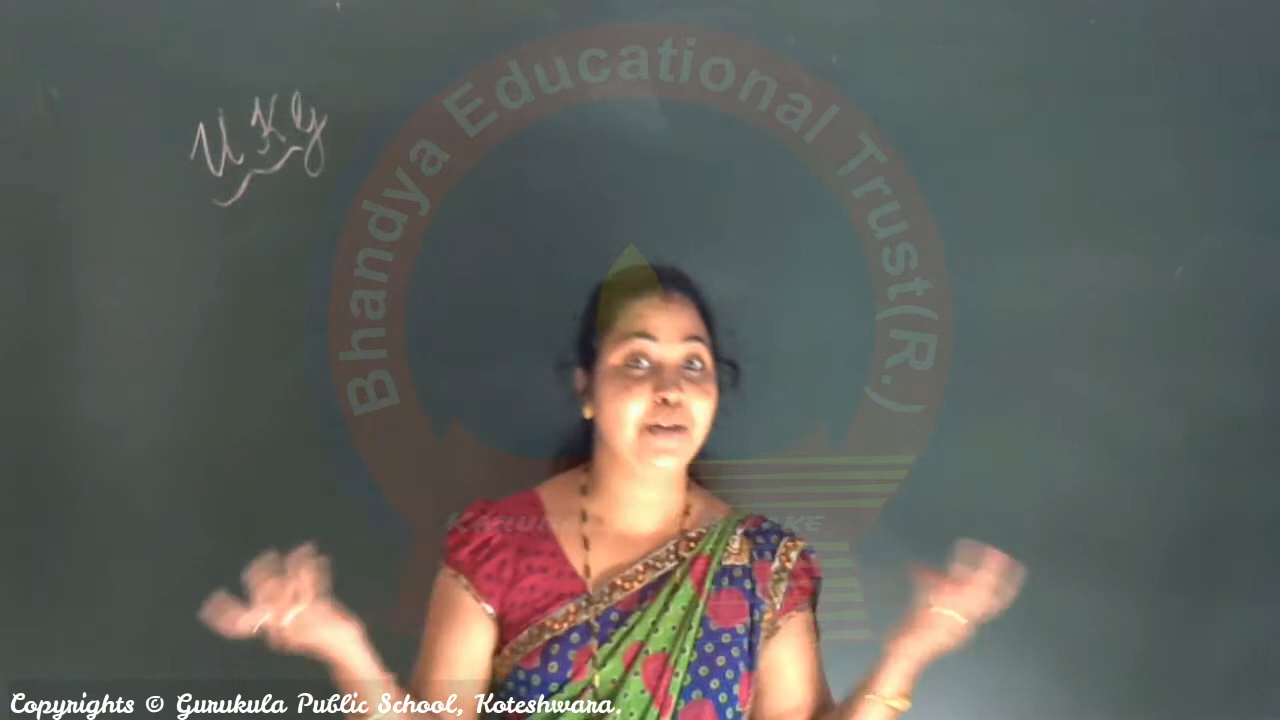 UKG
Bhandya Educational Trust(R.)
Copyrights © Gurukula Public School, Koteshwara.